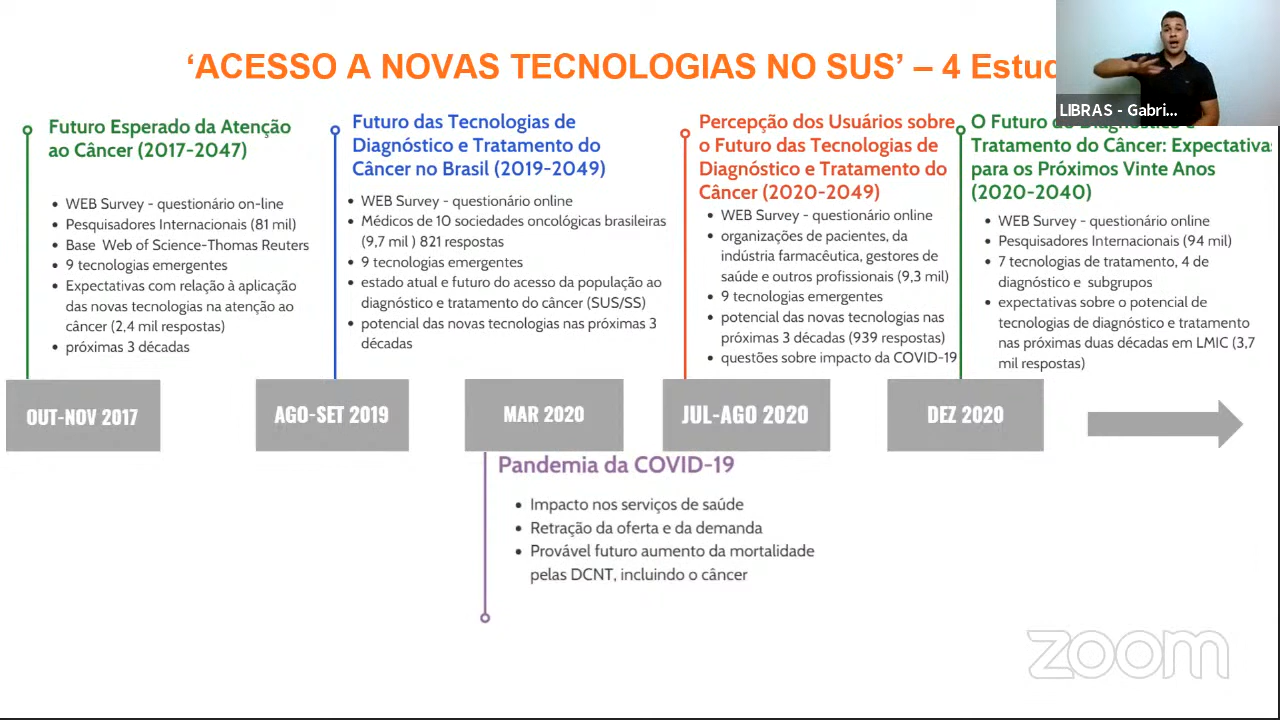 ‘ACESSO A NOVAS TECNOLOGIAS NO SUS’ – 4 Estud
LIBRAS - Gabri...
Futuro Esperado da Atenção
ao Câncer (2017-2047)
• WEB Survey - questionário on-line
• Pesquisadores Internacionais (81 mil)
• Base Web of Science-Thomas Reuters
• 9 tecnologias emergentes
• Expectativas com relação à aplicação
das novas tecnologias na atenção ao
câncer (2,4 mil respostas)
• próximas 3 décadas
Futuro das Tecnologias de
Diagnóstico e Tratamento do
Câncer no Brasil (2019-2049)
• WEB Survey - questionário online
• Médicos de 10 sociedades oncológicas brasileiras
(9,7 mil ) 821 respostas
• 9 tecnologias emergentes
• estado atual e futuro do acesso da população ao
diagnóstico e tratamento do câncer (SUS/SS)
• potencial das novas tecnologias nas próximas 3
décadas
Percepção dos Usuários sobre
o Futuro das Tecnologias de
Diagnóstico e Tratamento do
Câncer (2020-2049)
• WEB Survey - questionário online
• organizações de pacientes, da
indústria farmacêutica, gestores de
saúde e outros profissionais (9,3 mil)
• 9 tecnologias emergentes
• potencial das novas tecnologias nas
próximas 3 décadas (939 respostas)
• questões sobre impacto da COVID-19
O Futuro do Diagnóstico e
Tratamento do Câncer: Expectativas
para os Próximos Vinte Anos
(2020-2040)
• WEB Survey - questionário online
• Pesquisadores Internacionais (94 mil)
• 7 tecnologias de tratamento, 4 de
diagnóstico e subgrupos
• expectativas sobre o potencial de
tecnologias de diagnóstico e tratamento
nas próximas duas décadas em LMIC (3,7
mil respostas)
OUT-NOV 2017
AGO-SET 2019
MAR 2020
JUL-AGO 2020
DEZ 2020
Pandemia da COVID-19
• Impacto nos serviços de saúde
• Retração da oferta e da demanda
• Provável futuro aumento da mortalidade
pelas DCNT, incluindo o câncer
zoom